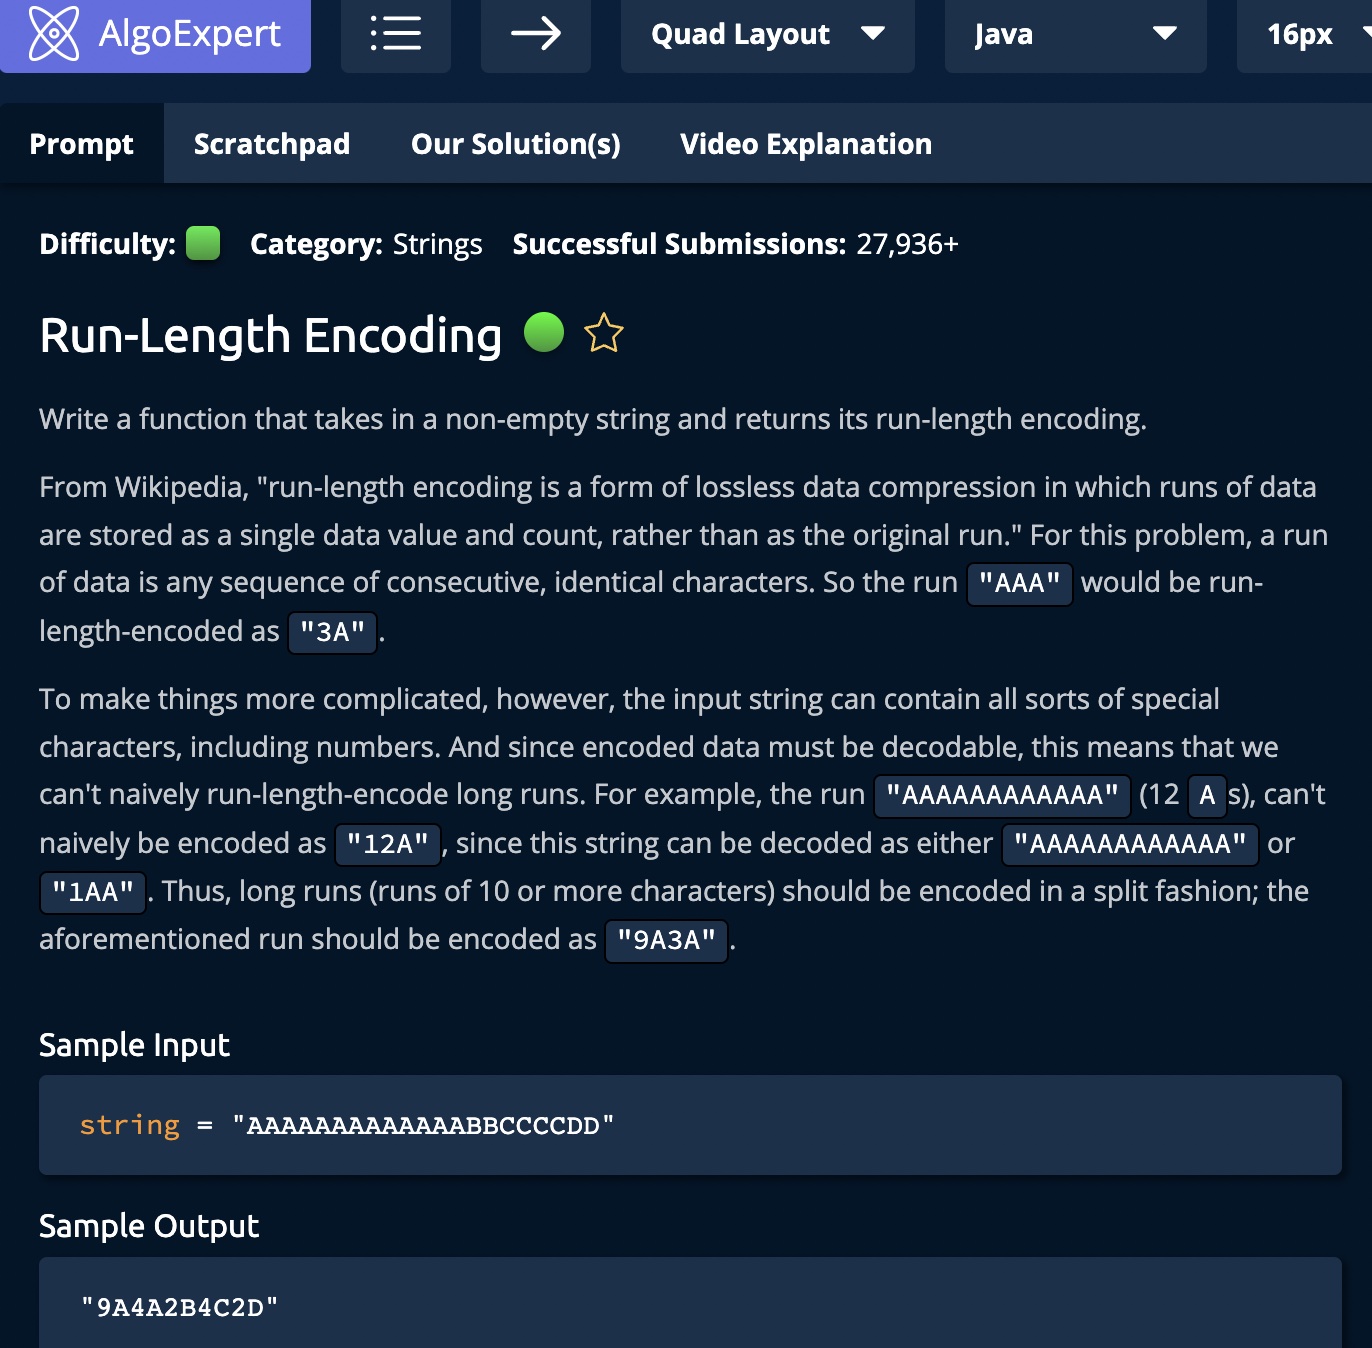 AlgoExpert Quad Layout Java 16px
Prompt Scratchpad Our Solution(s) Video Explanation
Difficulty: Category: Strings Successful Submissions: 27,936+
Run-Length Encoding
Write a function that takes in a non-empty string and returns its run-length encoding.
From Wikipedia, "run-length encoding is a form of lossless data compression in which runs of data
are stored as a single data value and count, rather than as the original run." For this problem, a run
of data is any sequence of consecutive, identical characters. So the run "AAA" would be run-
length-encoded as "3A".
To make things more complicated, however, the input string can contain all sorts of special
characters, including numbers. And since encoded data must be decodable, this means that we
can't naively run-length-encode long runs. For example, the run "AAAAAAAAAAAA" (12 A s), can't
naively be encoded as "12A", since this string can be decoded as either "AAAAAAAAAAAA" or
"1AA". Thus, long runs (runs of 10 or more characters) should be encoded in a split fashion; the
aforementioned run should be encoded as "9A3A".
Sample Input
string = "AAAAAAAAAAAAABBCCCCDD"
Sample Output
"9A4A2B4C2D"